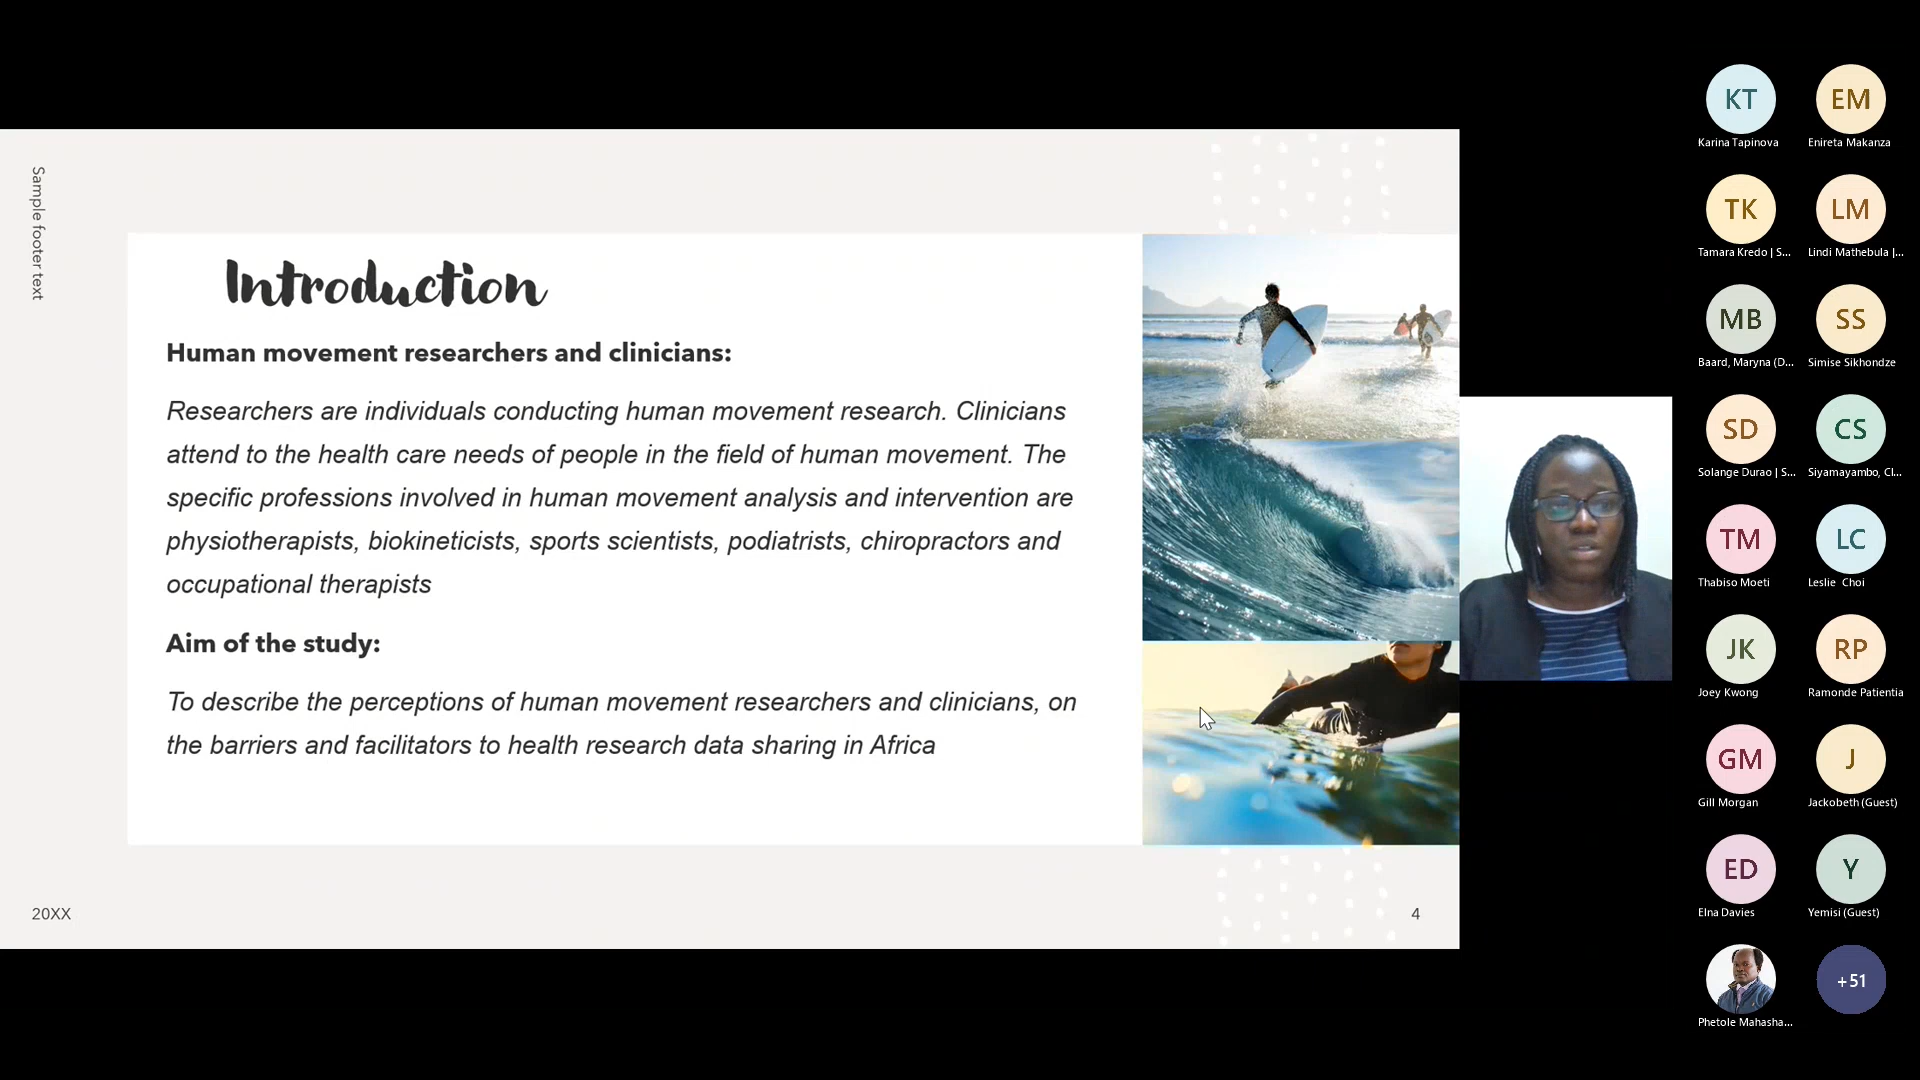 Sample footer text
Introduction
Human movement researchers and clinicians:
Researchers are individuals conducting human movement research. Clinicians
attend to the health care needs of people in the field of human movement. The
specific professions involved in human movement analysis and intervention are
physiotherapists, biokineticists, sports scientists, podiatrists, chiropractors and
occupational therapists
Aim of the study:
To describe the perceptions of human movement researchers and clinicians, on
the barriers and facilitators to health research data sharing in Africa
20XX
4
KT
Karina Tapinova
EM
Enireta Makanza
TK
Tamara Kredo | S...
LM
Lindi Mathebula |...
MB
Baard, Maryna (D...
SS
Simise Sikhondze
SD
Solange Durao | S...
CS
Siyamayambo, Cl...
TM
Thabiso Moeti
LC
Leslie Choi
JK
Joey Kwong
RP
Ramonde Patientia
GM
Gill Morgan
J
Jackobeth (Guest)
ED
Elna Davies
Y
Yemisi (Guest)
Phetole Mahasha...
+51